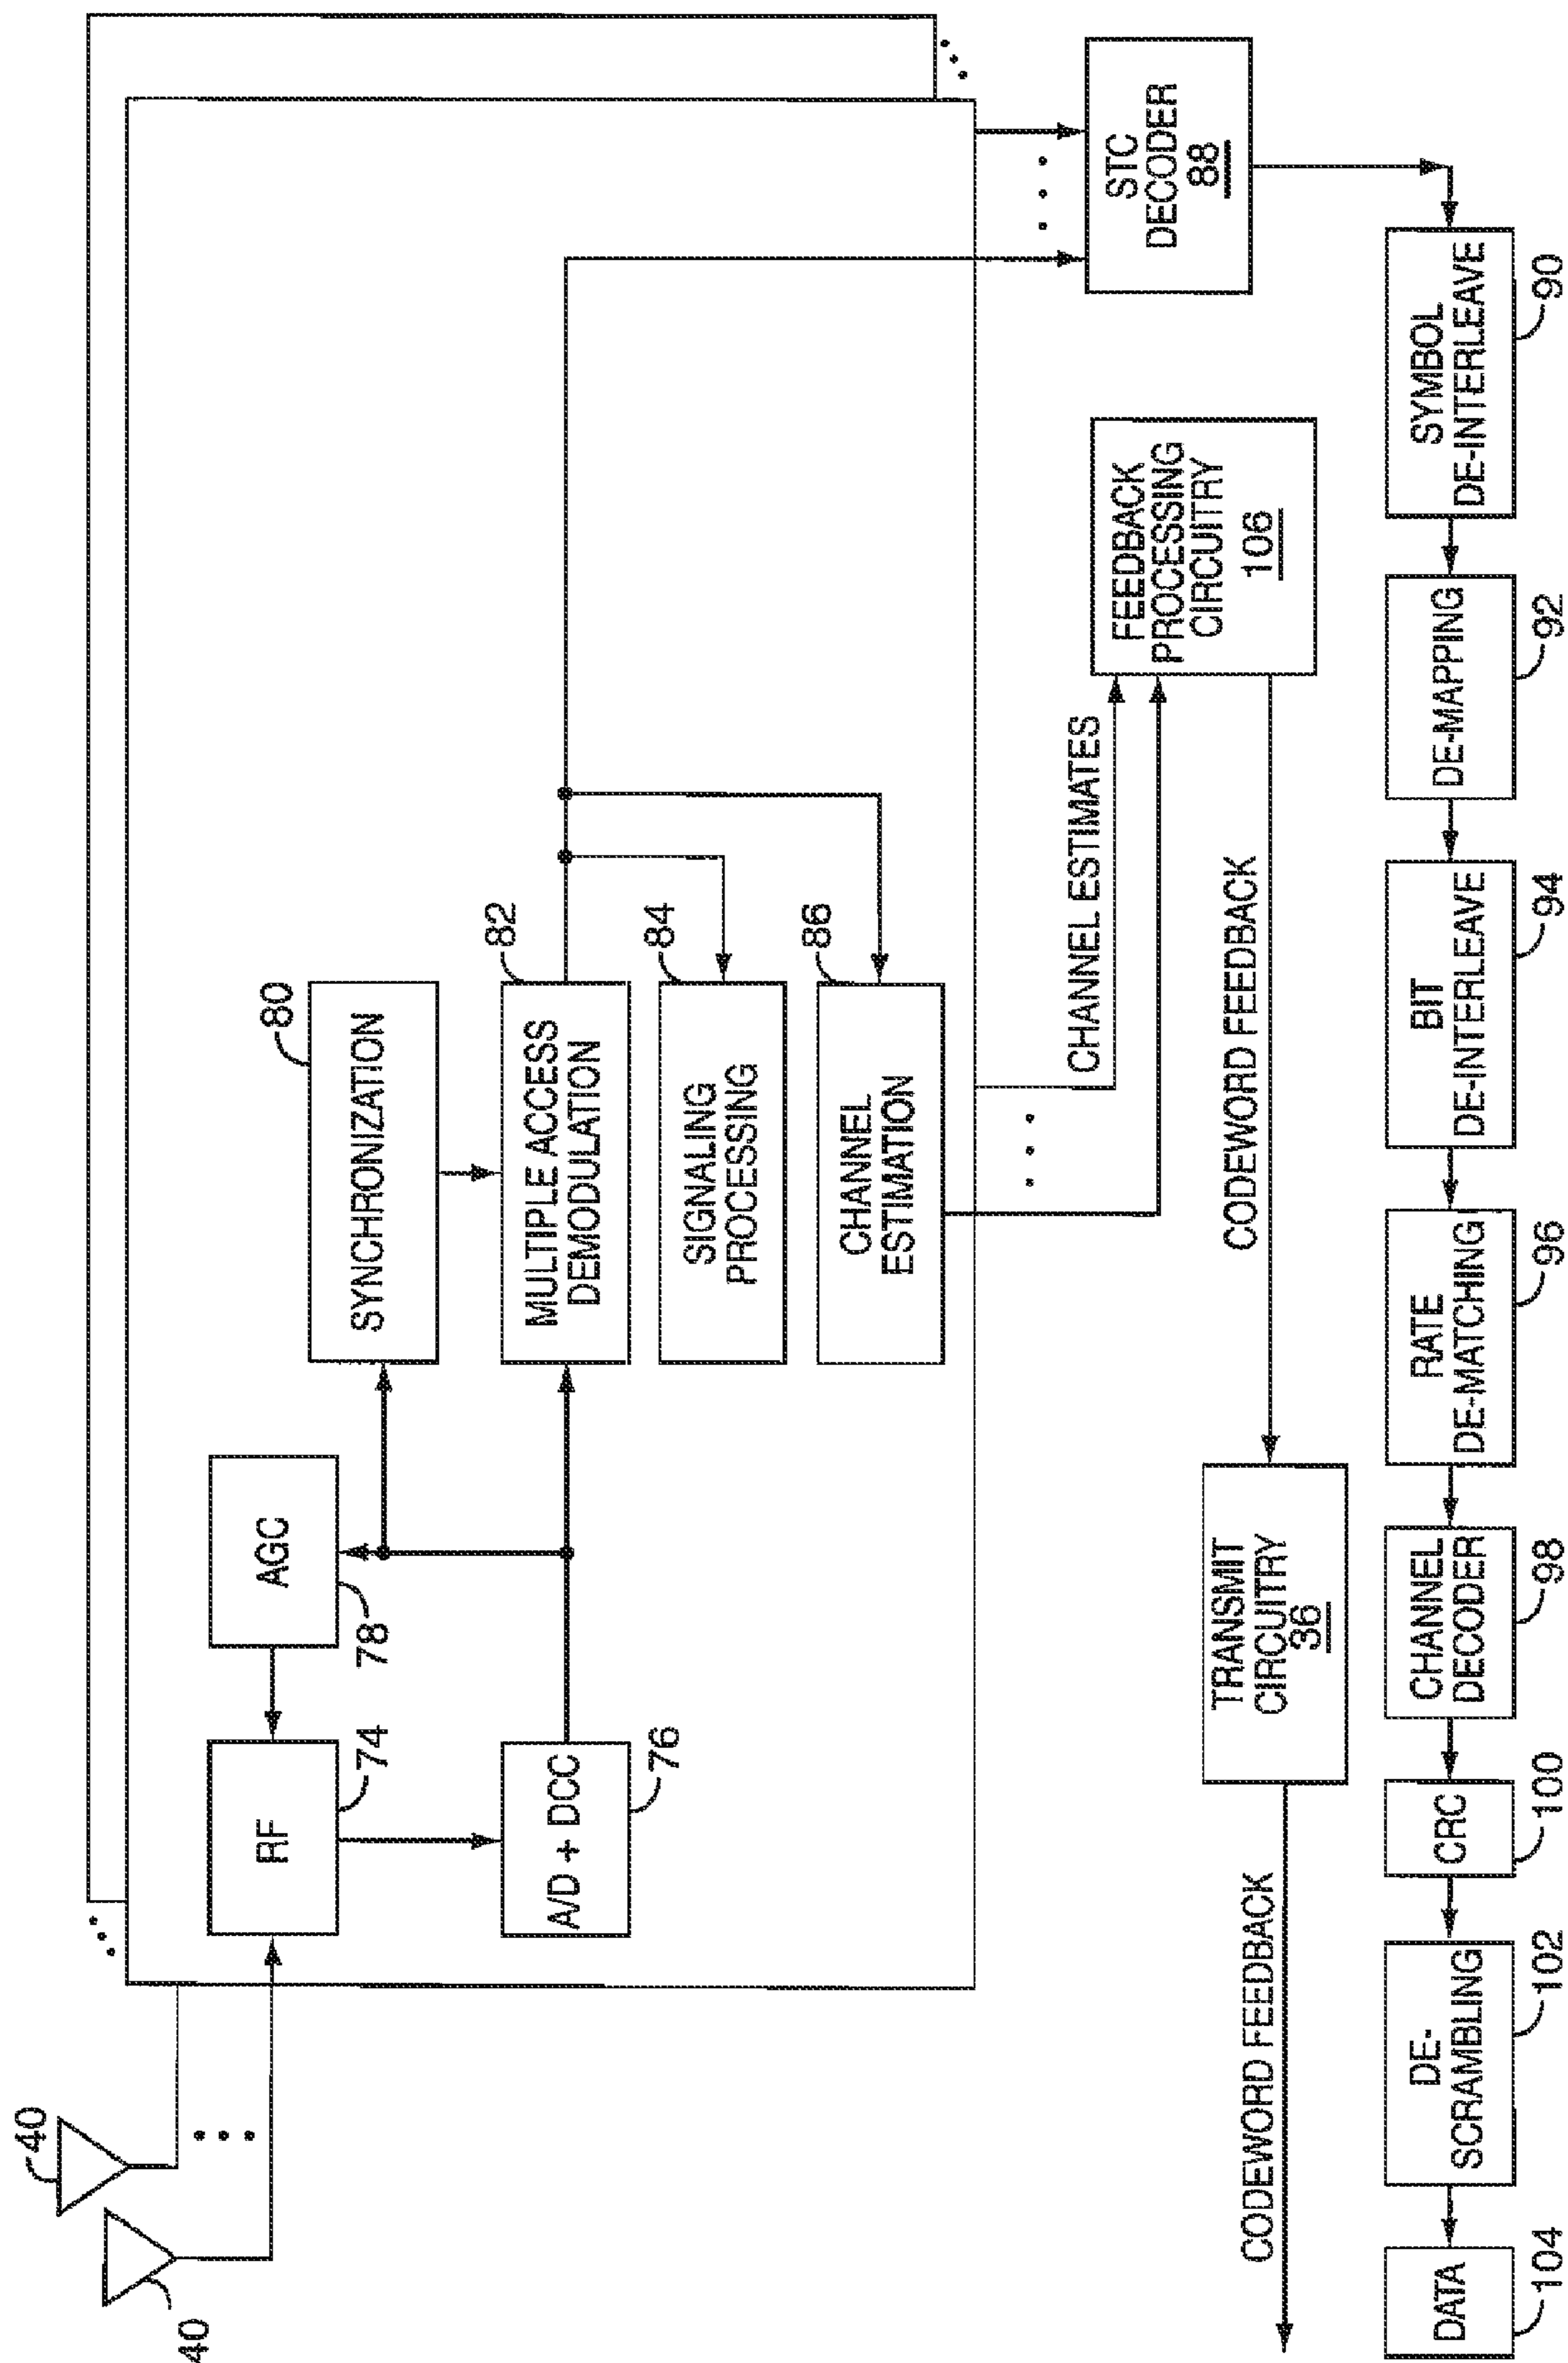 40
40
RF
74
AGC
78
A/D + DCC
76
SYNCHRONIZATION
80
MULTIPLE ACCESS
DEMODULATION
82
SIGNALING
PROCESSING
84
CHANNEL
ESTIMATION
86
STC
DECODER
88
CHANNEL ESTIMATES
FEEDBACK
PROCESSING
CIRCUITRY
106
CODEWORD FEEDBACK
TRANSMIT
CIRCUITRY
36
CODEWORD FEEDBACK
SYMBOL
DE-INTERLEAVE
90
DE-MAPPING
92
BIT
DE-INTERLEAVE
94
RATE
DE-MATCHING
96
CHANNEL
DECODER
98
CRC
100
DE-
SCRAMBLING
102
DATA
104